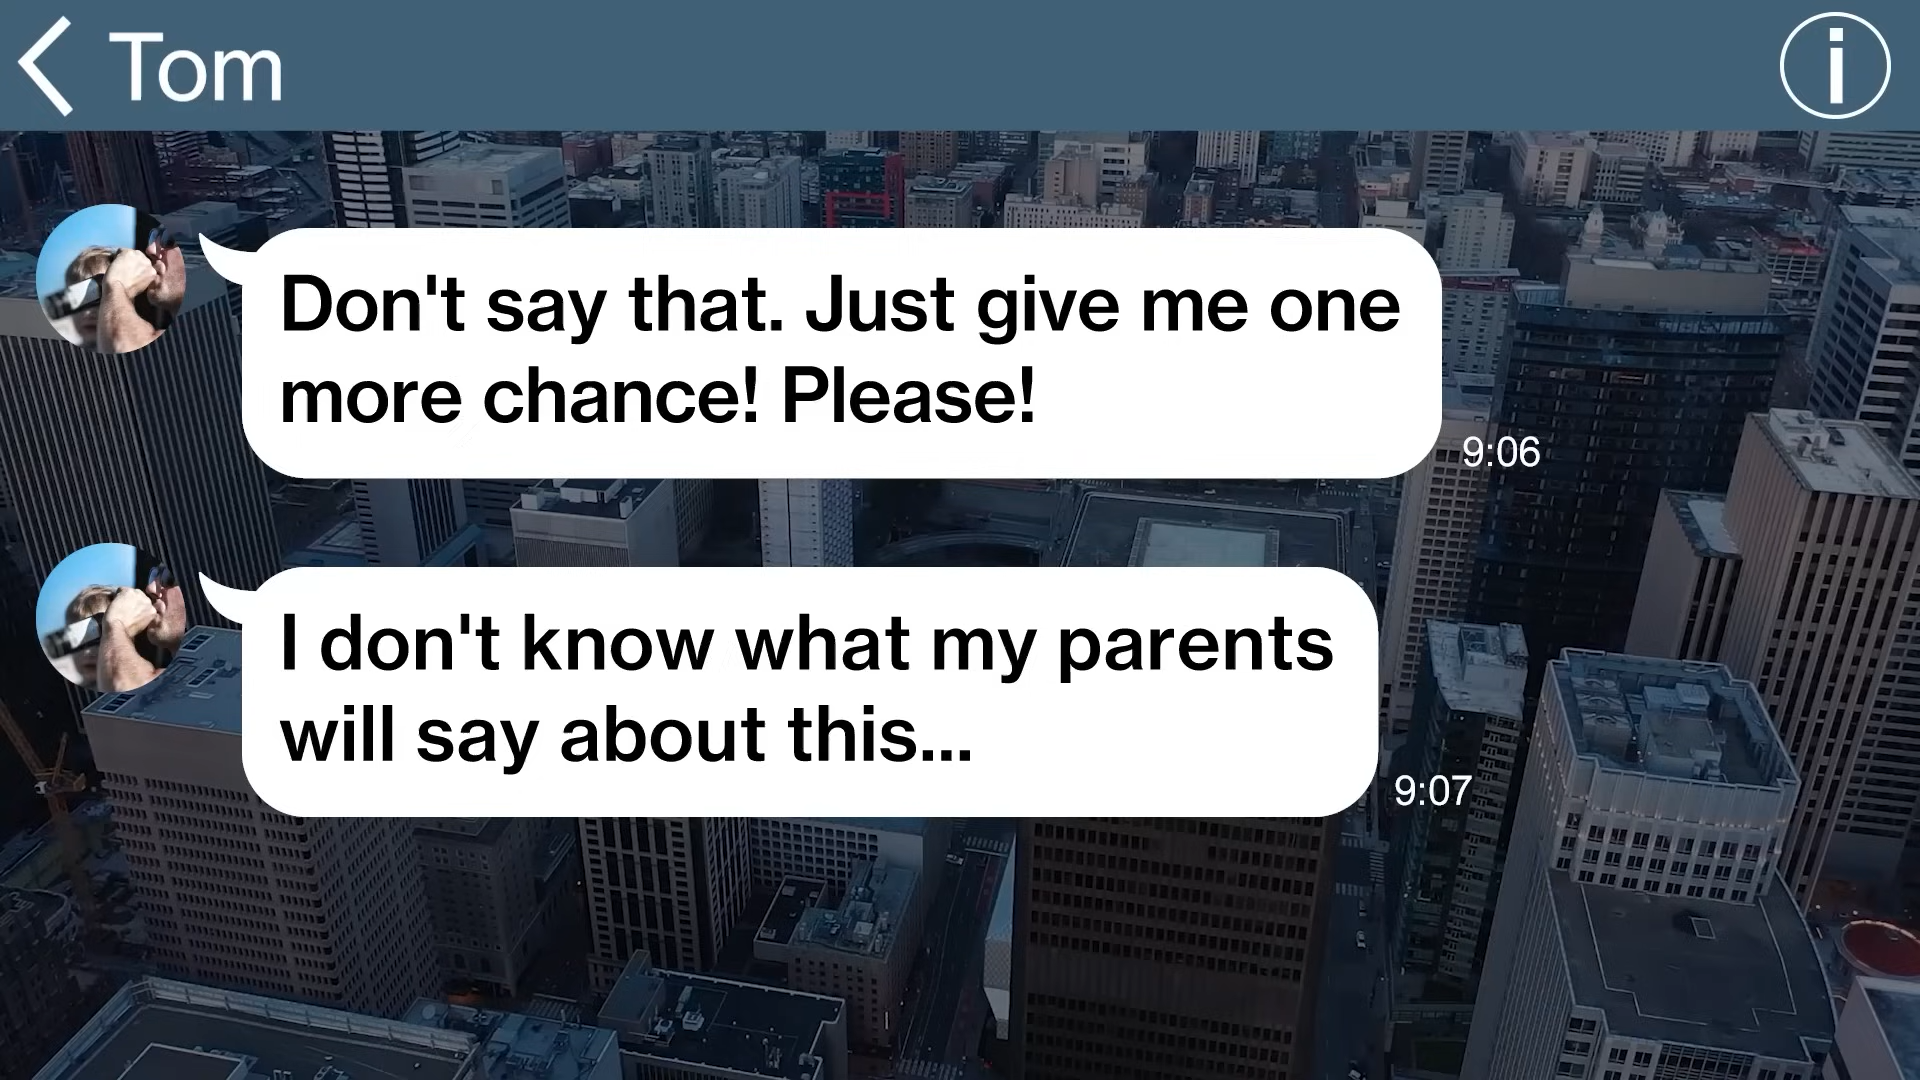 Tom
Don't say that. Just give me one
more chance! Please!
9:06
I don't know what my parents
will say about this...
9:07